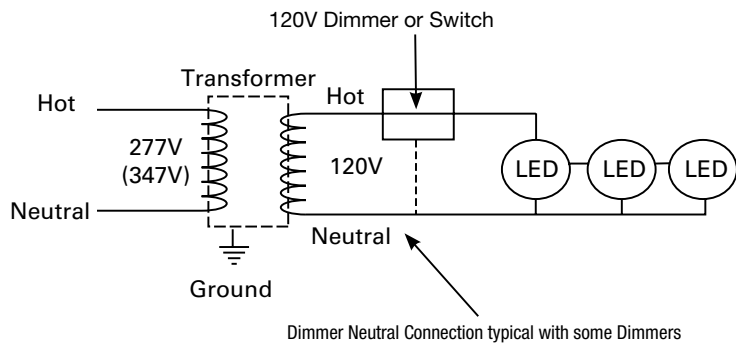 120V Dimmer or Switch
Transformer
Hot
Hot
277V
(347V)
120V
LED
LED
LED
Neutral
Neutral
Ground
Dimmer Neutral Connection typical with some Dimmers